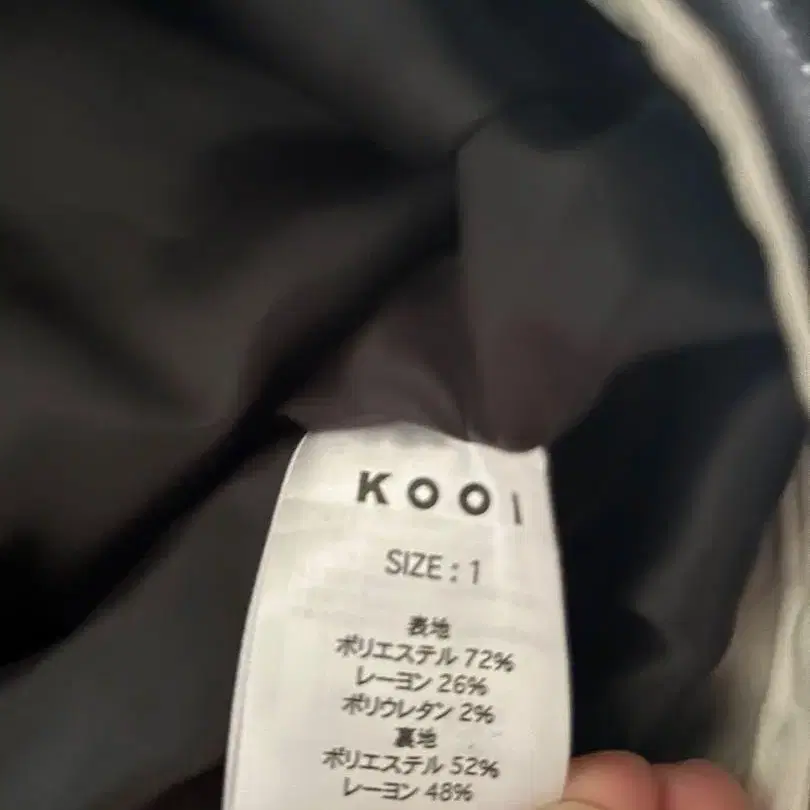 KOOI
SIZE : 1
表地
ポリエステル 72%
レーヨン 26%
ポリウレタン 2%
裏地
ポリエステル 52%
レーヨン 48%